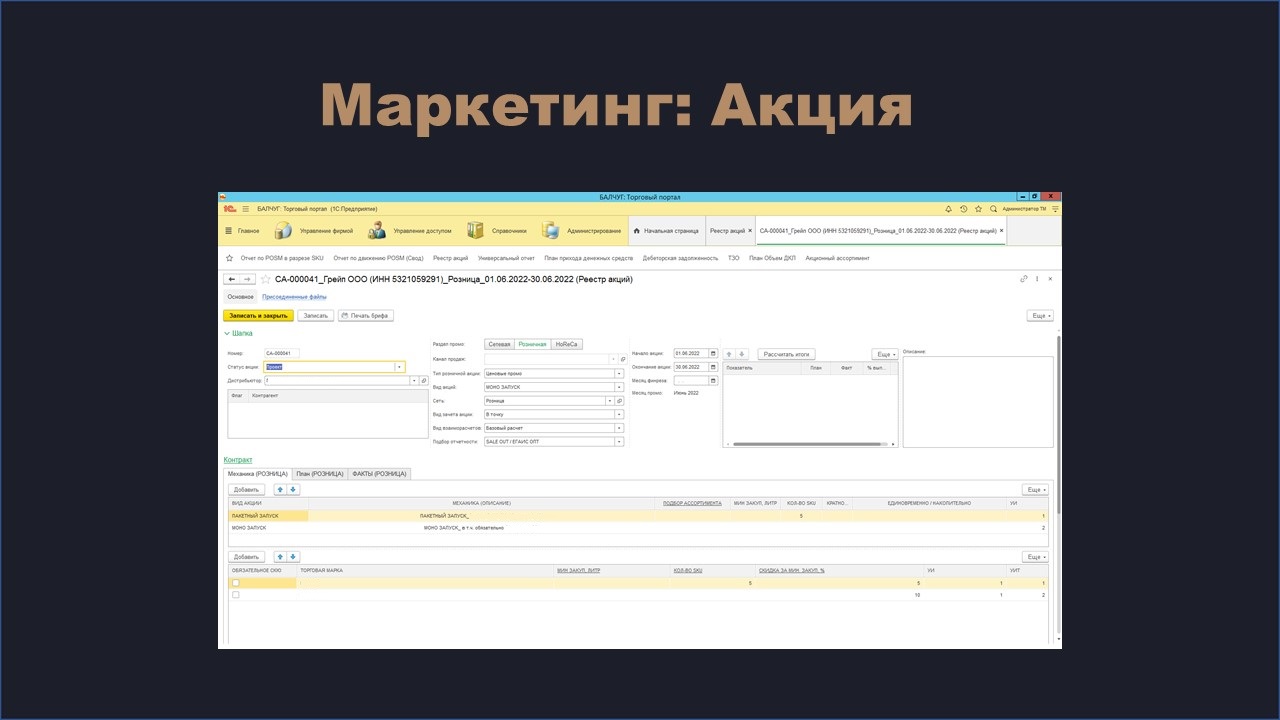 Маркетинг: Акция
БАЛЧУГ: Торговый портал
1С БАЛЧУГ: Торговый портал (1С:Предприятие) Администратор ТМ
Главное Управление фирмой Управление доступом Справочники Администрирование Начальная страница Реестр акций × СА-000041_Грейп ООО (ИНН 5321059291)_Розница_01.06.2022-30.06.2022 (Реестр акций) ×
Отчет по POSM в разрезе SKU Отчет по движению POSM (Свод) Реестр акций Универсальный отчет План прихода денежных средств Дебиторская задолженность ТЗО План Объем ДКП Акционный ассортимент
СА-000041_Грейп ООО (ИНН 5321059291)_Розница_01.06.2022-30.06.2022 (Реестр акций)
Основное Присоединенные файлы
Записать и закрыть Записать Печать брифа Еще
Шапка
Номер: СА-000041
Статус акции: Проект
Дистрибьютор: Г
Флаг Контрагент
Раздел промо: Сетевая Розничная HoReCa
Канал продаж:
Тип розничной акции: Ценовые промо
Вид акций: МОНО ЗАПУСК
Сеть: Розница
Вид зачета акции: В точку
Вид взаиморасчетов: Базовый расчет
Подбор отчетности: SALE OUT / ЕГАИС ОПТ
Начало акции: 01.06.2022
Окончание акции: 30.06.2022
Месяц финреза:
Месяц промо: Июнь 2022
Рассчитать итоги Еще
Показатель План Факт % вып...
Описание:
Контракт
Механика (РОЗНИЦА) План (РОЗНИЦА) ФАКТЫ (РОЗНИЦА)
Добавить Еще
ВИД АКЦИИ МЕХАНИКА (ОПИСАНИЕ) ПОДБОР АССОРТИМЕНТА МИН ЗАКУП, ЛИТР КОЛ-ВО SKU КРАТНО... ЕДИНОВРЕМЕННО / НАКОПИТЕЛЬНО УИ
ПАКЕТНЫЙ ЗАПУСК ПАКЕТНЫЙ ЗАПУСК_ 5 1
МОНО ЗАПУСК МОНО ЗАПУСК_ в т.ч. обязательно 2
Добавить Еще
ОБЯЗАТЕЛЬНОЕ СКЮ ТОРГОВАЯ МАРКА МИН ЗАКУП, ЛИТР КОЛ-ВО SKU СКИДКА ЗА МИН. ЗАКУП, % УИ УИТ
5 5 1 1
10 1 2